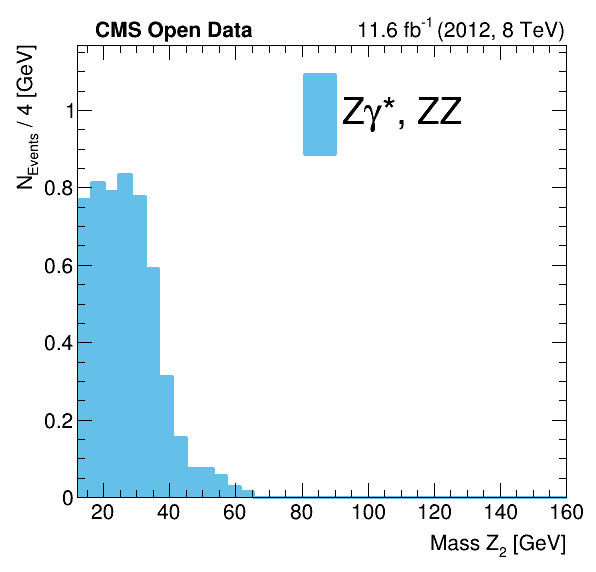 CMS Open Data 11.6 fb⁻¹ (2012, 8 TeV)
N_Events / 4 [GeV]
Zγ*, ZZ
1
0.8
0.6
0.4
0.2
0
20 40 60 80 100 120 140 160
Mass Z₂ [GeV]